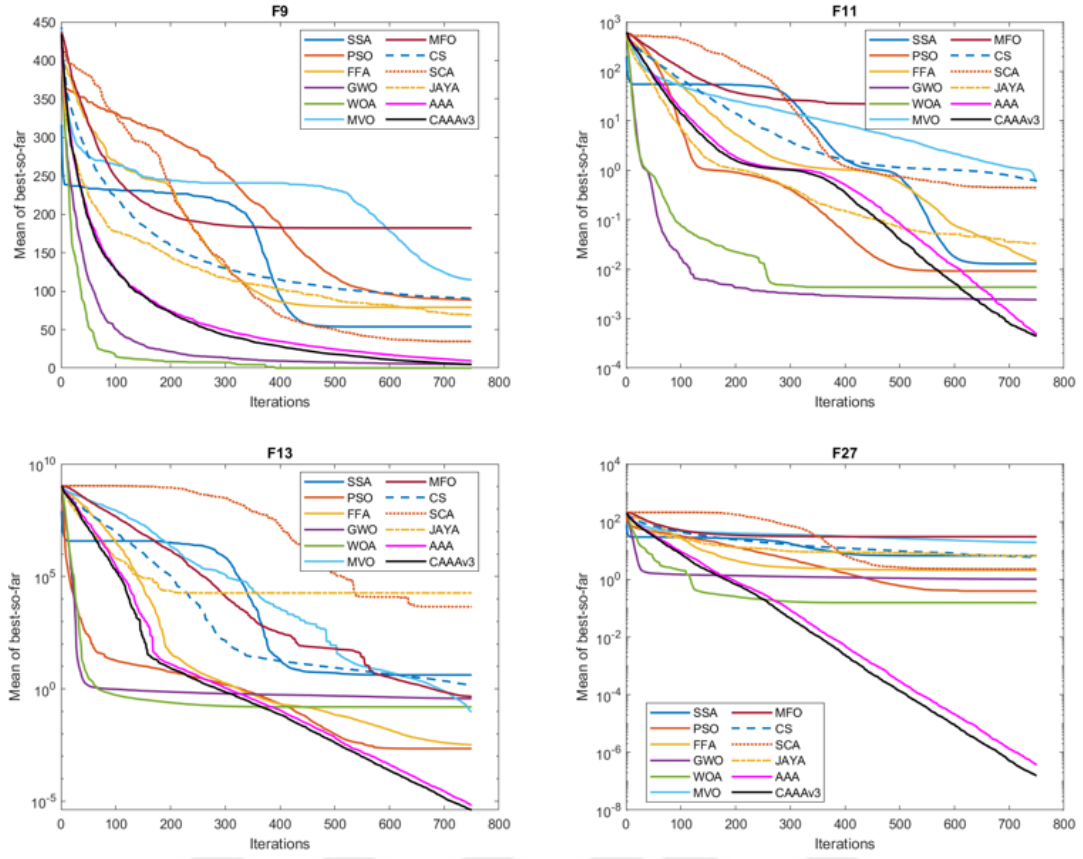 F9
450
400
350
300
250
200
150
100
50
0
Mean of best-so-far
SSA MFO
PSO CS
FFA SCA
GWO JAYA
WOA AAA
MVO CAAAv3
0 100 200 300 400 500 600 700 800
Iterations
F11
10^3
10^2
10^1
10^0
10^-1
10^-2
10^-3
10^-4
Mean of best-so-far
SSA MFO
PSO CS
FFA SCA
GWO JAYA
WOA AAA
MVO CAAAv3
0 100 200 300 400 500 600 700 800
Iterations
F13
10^10
10^5
10^0
10^-5
Mean of best-so-far
SSA MFO
PSO CS
FFA SCA
GWO JAYA
WOA AAA
MVO CAAAv3
0 100 200 300 400 500 600 700 800
Iterations
F27
10^4
10^2
10^0
10^-2
10^-4
10^-6
10^-8
Mean of best-so-far
SSA MFO
PSO CS
FFA SCA
GWO JAYA
WOA AAA
MVO CAAAv3
0 100 200 300 400 500 600 700 800
Iterations